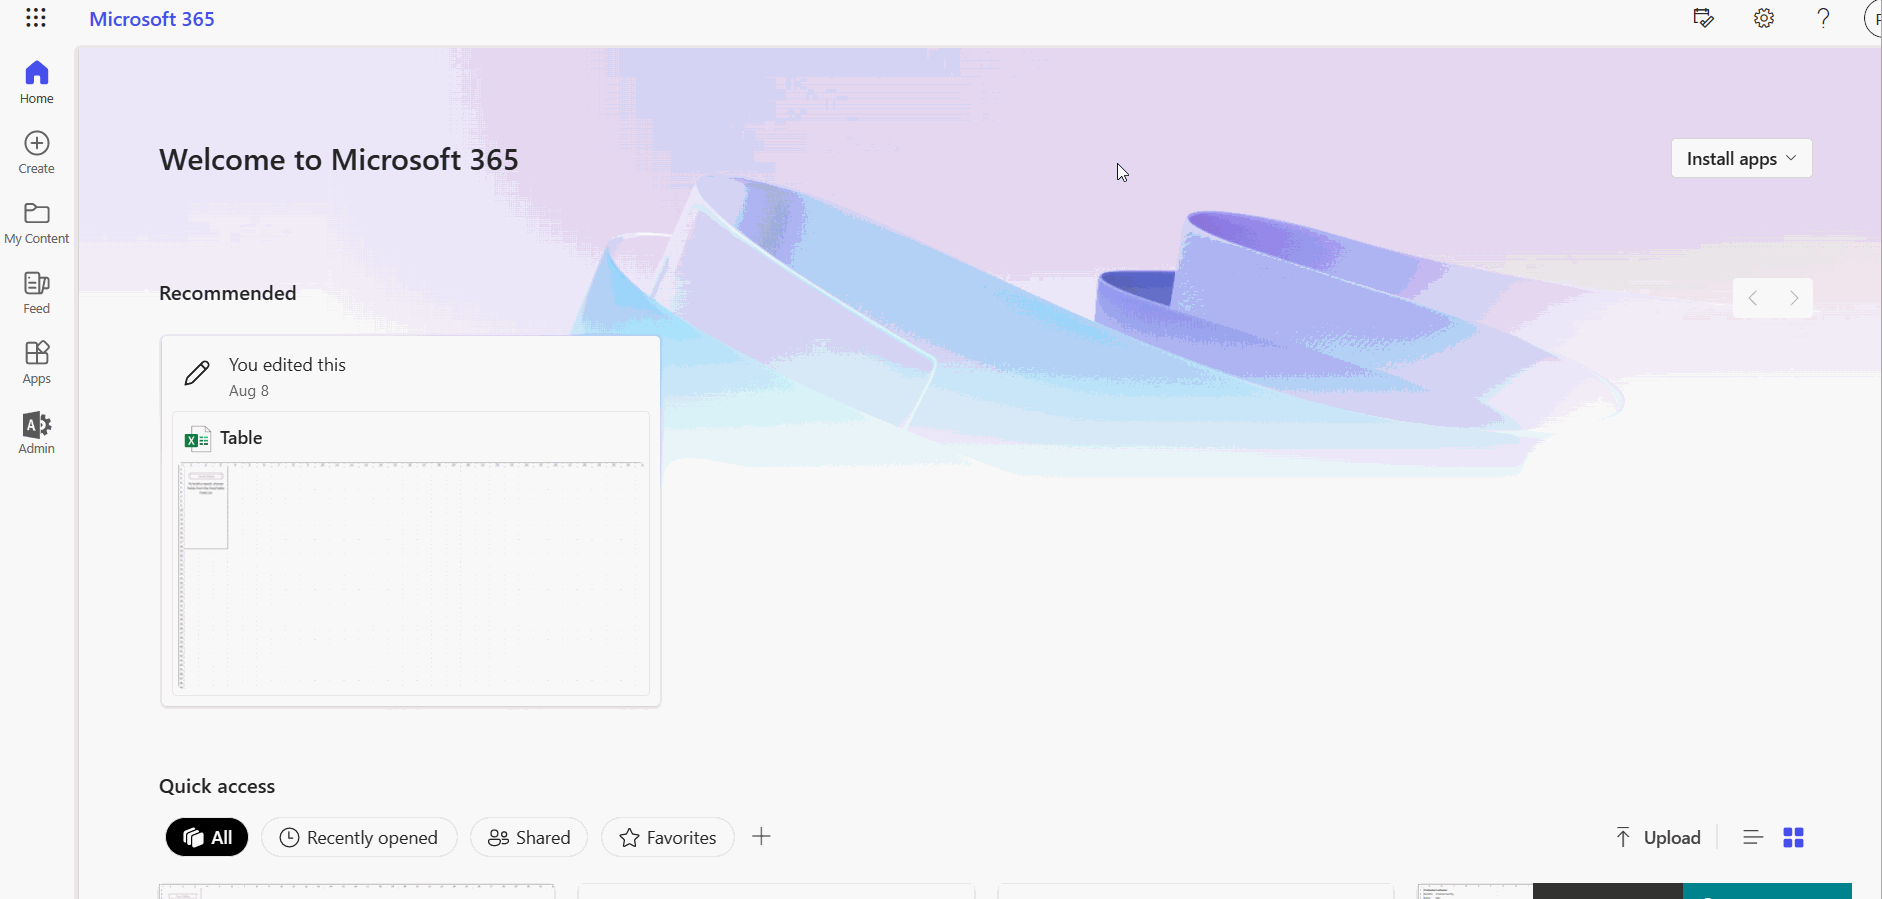 Microsoft 365
Home
Create
My Content
Feed
Apps
Admin
Welcome to Microsoft 365
Install apps
Recommended
You edited this
Aug 8
Table
Quick access
All
Recently opened
Shared
Favorites
Upload